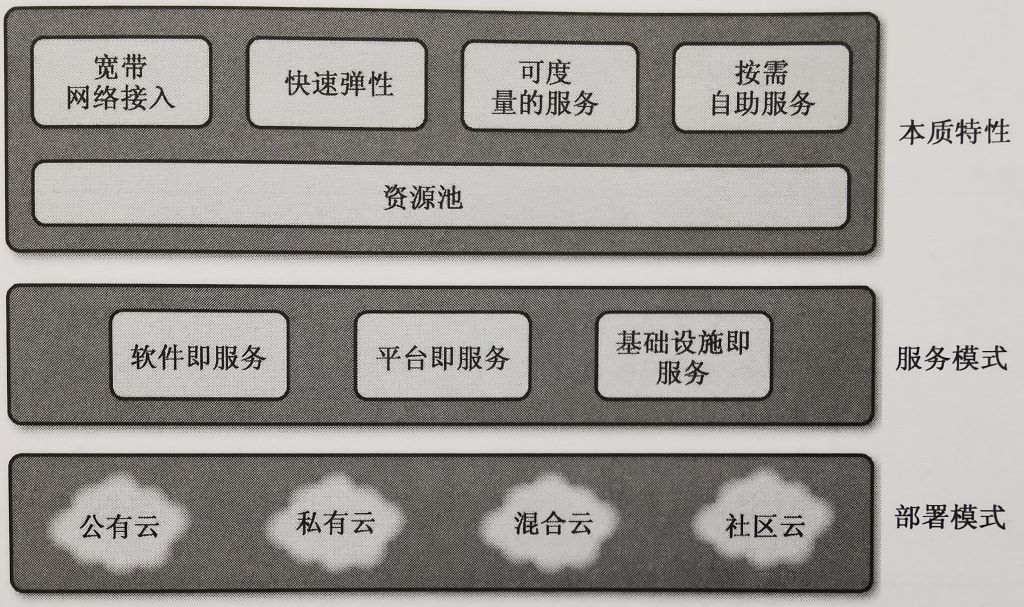 宽带
网络接入
快速弹性
可度
量的服务
按需
自助服务
本质特性
资源池
软件即服务
平台即服务
基础设施即
服务
服务模式
公有云
私有云
混合云
社区云
部署模式